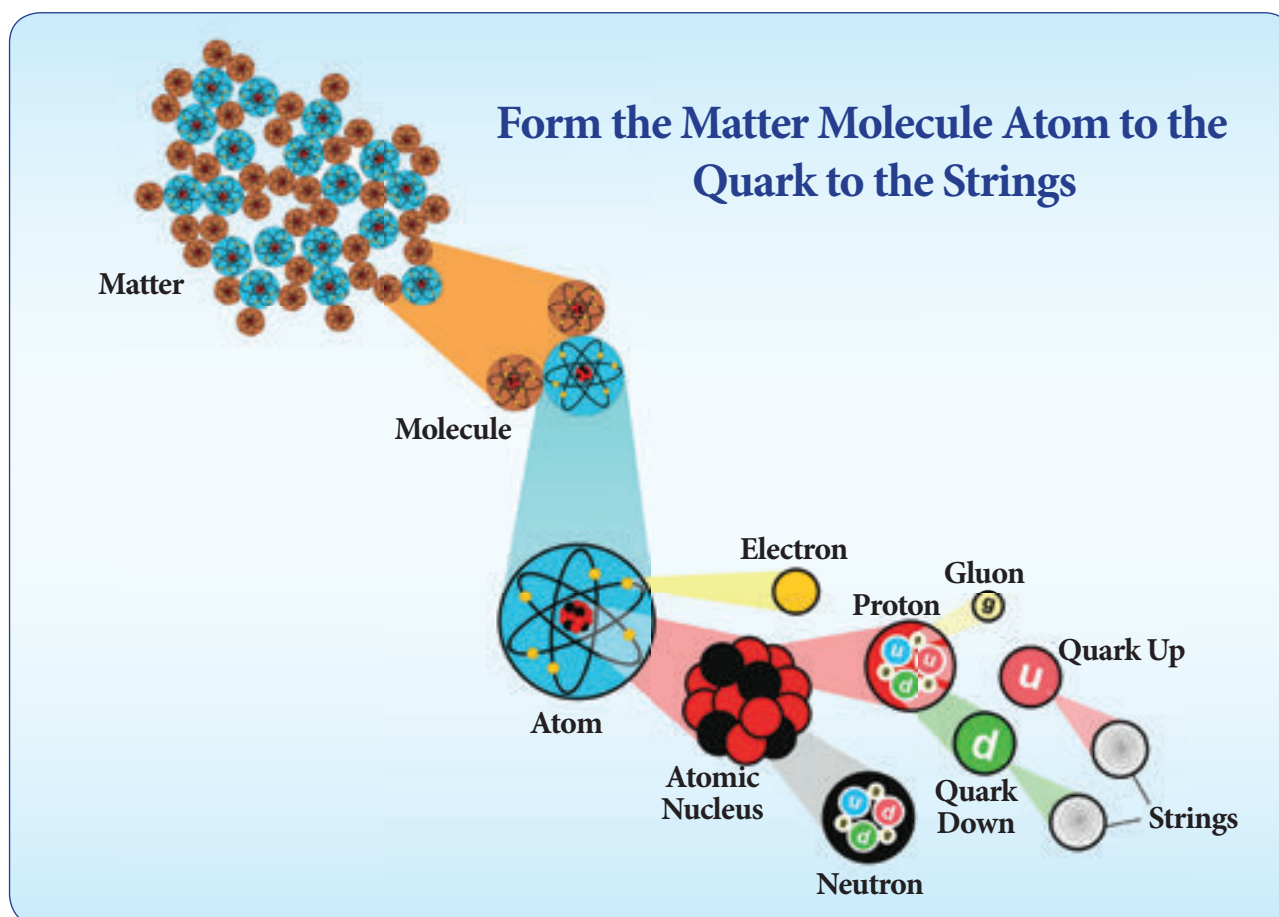 Form the Matter Molecule Atom to the
Quark to the Strings
Matter
Molecule
Electron
Gluon
g
Proton
Quark Up
u
u
u
d
Atom
d
Atomic
Nucleus
Quark
Down
Strings
u
d
d
Neutron